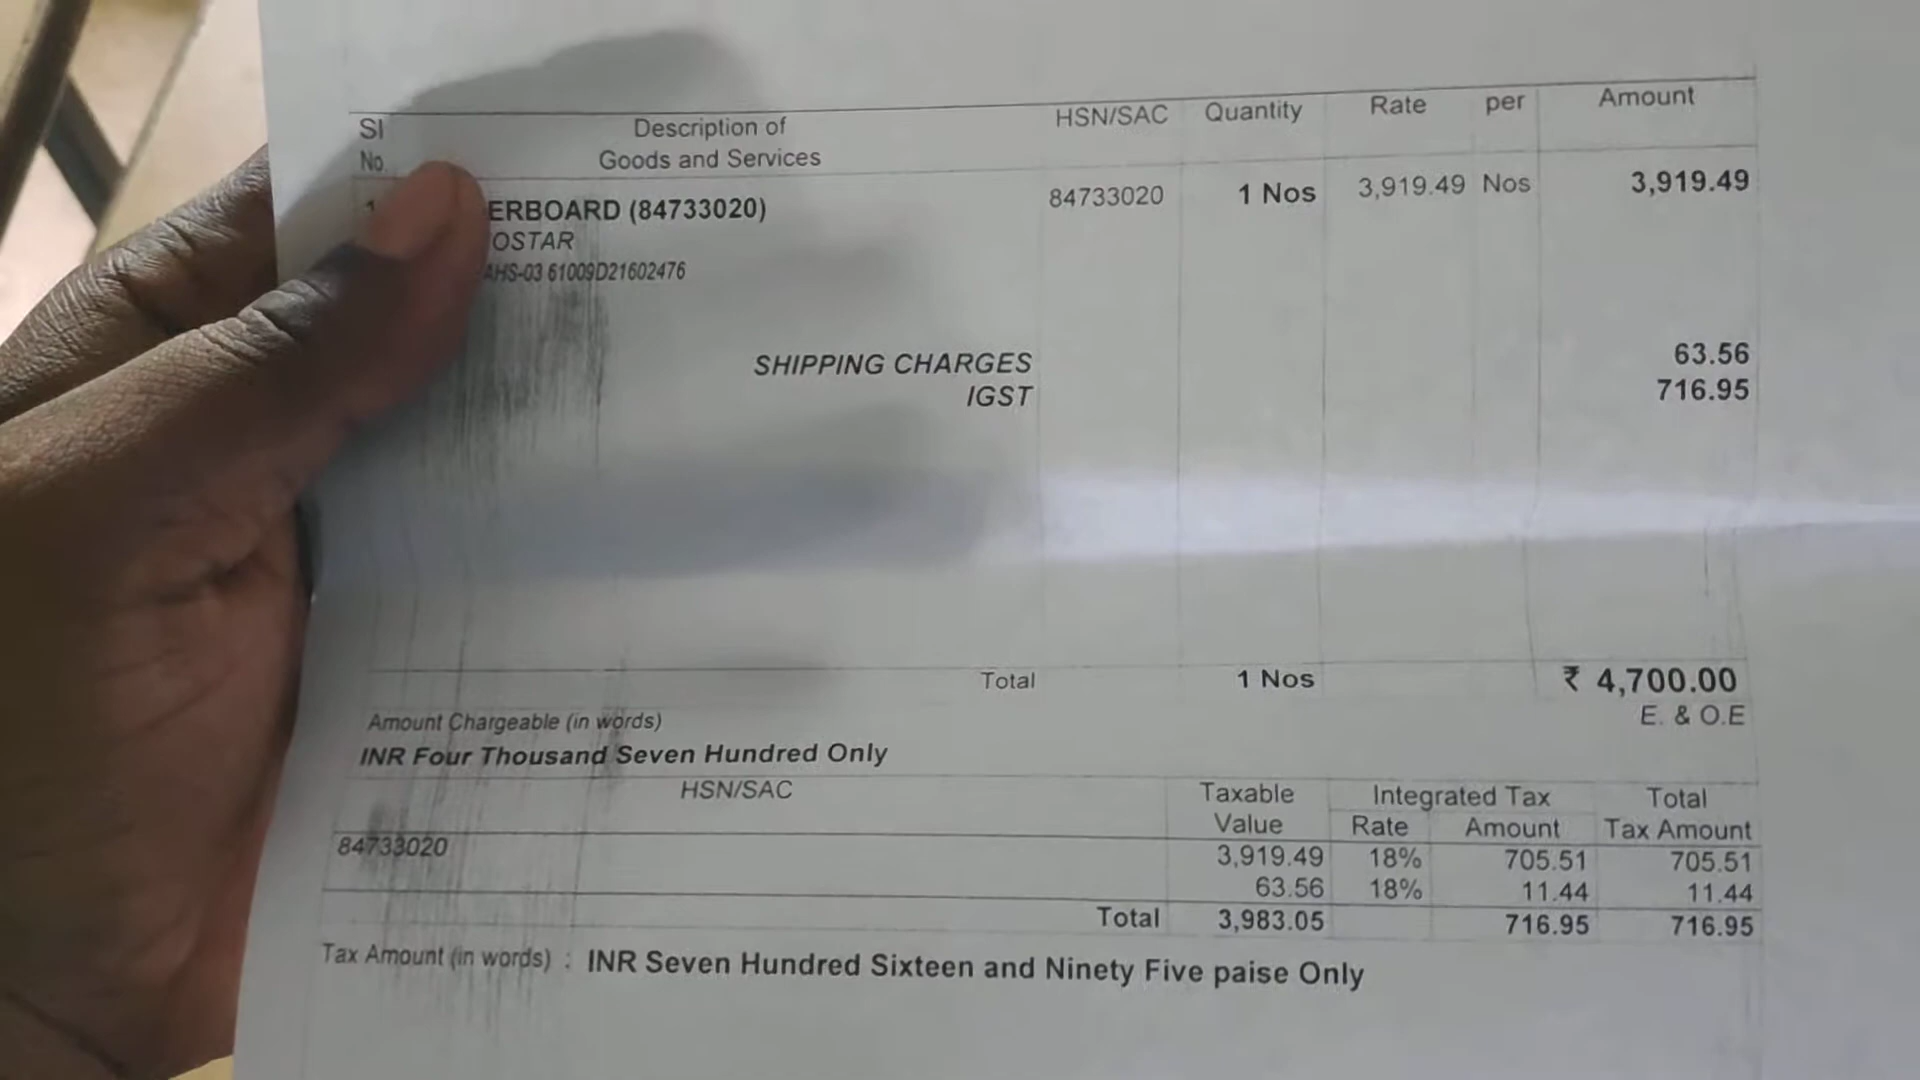 Sl Description of HSN/SAC Quantity Rate per Amount
No. Goods and Services
1 ERBOARD (84733020) 84733020 1 Nos 3,919.49 Nos 3,919.49
OSTAR
AHS-03 61009D21602476
SHIPPING CHARGES 63.56
IGST 716.95
Total 1 Nos ₹ 4,700.00
Amount Chargeable (in words) E. & O.E
INR Four Thousand Seven Hundred Only
HSN/SAC Taxable Integrated Tax Total
Value Rate Amount Tax Amount
84733020 3,919.49 18% 705.51 705.51
63.56 18% 11.44 11.44
Total 3,983.05 716.95 716.95
Tax Amount (in words) : INR Seven Hundred Sixteen and Ninety Five paise Only